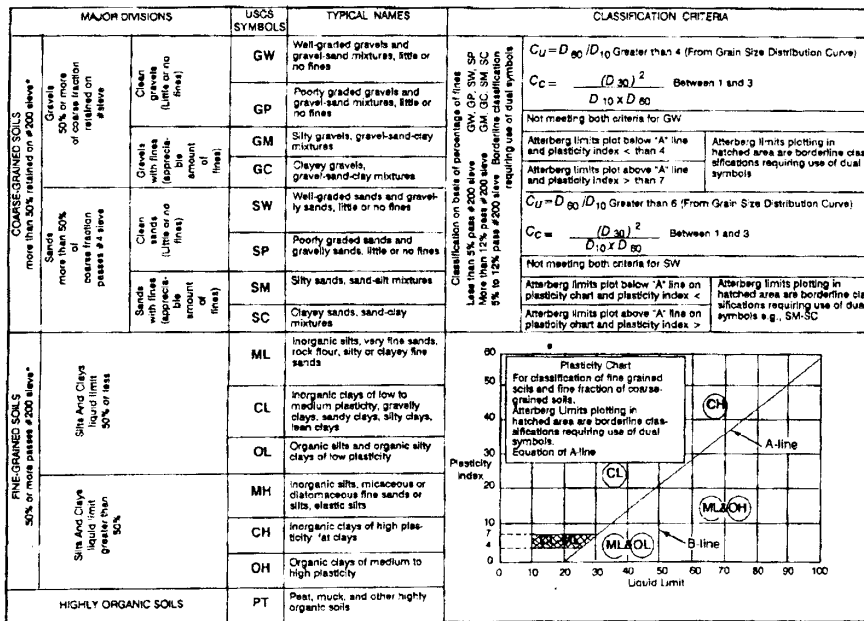 MAJOR DIVISIONS
USCS
SYMBOLS
TYPICAL NAMES
CLASSIFICATION CRITERIA
COARSE-GRAINED SOILS
more than 50% retained on #200 sieve*
Gravels
50% or more
of coarse fraction
retained on
#sieve
Clean
gravels
(Little or no
fines)
GW
Well-graded gravels and
gravel-sand mixtures, little or
no fines
GP
Poorly graded gravels and
gravel-sand mixtures, little or
no fines
Gravels
with fines
(apprecia-
ble
amount of
fines)
GM
Silty gravels, gravel-sand-clay
mixtures
GC
Clayey gravels,
gravel-sand-clay mixtures
Sands
more than 50%
of
coarse fraction
passes #4 sieve
Clean
sands
(Little or no
fines)
SW
Well-graded sands and gravel-
ly sands, little or no fines
SP
Poorly graded sands and
gravelly sands, little or no fines
Sands
with fines
(apprecia-
ble
amount of
fines)
SM
Silty sands, sand-silt mixtures
SC
Clayey sands, sand-clay
mixtures
Classification on basis of percentage of fines
Less than 5% pass #200 sieve GW, GP, SW, SP
More than 12% pass #200 sieve GM, GC, SM, SC
5% to 12% pass #200 sieve Borderline classification
requiring use of dual symbols
CU = D60 / D10 Greater than 4 (From Grain Size Distribution Curve)
CC = (D 30) 2 / D 10 x D 60 Between 1 and 3
Not meeting both criteria for GW
Atterberg limits plot below "A" line
and plasticity index < than 4
Atterberg limits plot above "A" line
and plasticity index > than 7
Atterberg limits plotting in
hatched area are borderline clas
sifications requiring use of dual
symbols
CU = D60 / D10 Greater than 6 (From Grain Size Distribution Curve)
CC = (D 30) 2 / D10 x D 60 Between 1 and 3
Not meeting both criteria for SW
Atterberg limits plot below "A" line on
plasticity chart and plasticity index <
Atterberg limits plot above "A" line on
plasticity chart and plasticity index >
Atterberg limits plotting in
hatched area are borderline cla
sifications requiring use of dual
symbols e.g., SM-SC
FINE-GRAINED SOILS
50% or more passes #200 sieve*
Silts And Clays
liquid limit
50% or less
ML
Inorganic silts, very fine sands,
rock flour, silty or clayey fine
sands
CL
Inorganic clays of low to
medium plasticity, gravelly
clays, sandy clays, silty clays,
lean clays
OL
Organic silts and organic silty
clays of low plasticity
Silts And Clays
liquid limit
greater than
50%
MH
Inorganic silts, micaceous or
diatomaceous fine sands or
silts, elastic silts
CH
Inorganic clays of high plas-
ticity fat clays
OH
Organic clays of medium to
high plasticity
HIGHLY ORGANIC SOILS
PT
Peat, muck, and other highly
organic soils
Plasticity Chart
For classification of fine grained
soils and fine fraction of coarse-
grained soils.
Atterberg Limits plotting in
hatched area are borderline clas-
sifications requiring use of dual
symbols.
Equation of A-line
60
50
40
30
20
10
7
4
0
Plasticity
index
CH
A-line
CL
ML&OH
ML&OL
B-line
0 10 20 30 40 50 60 70 80 90 100
Liquid Limit